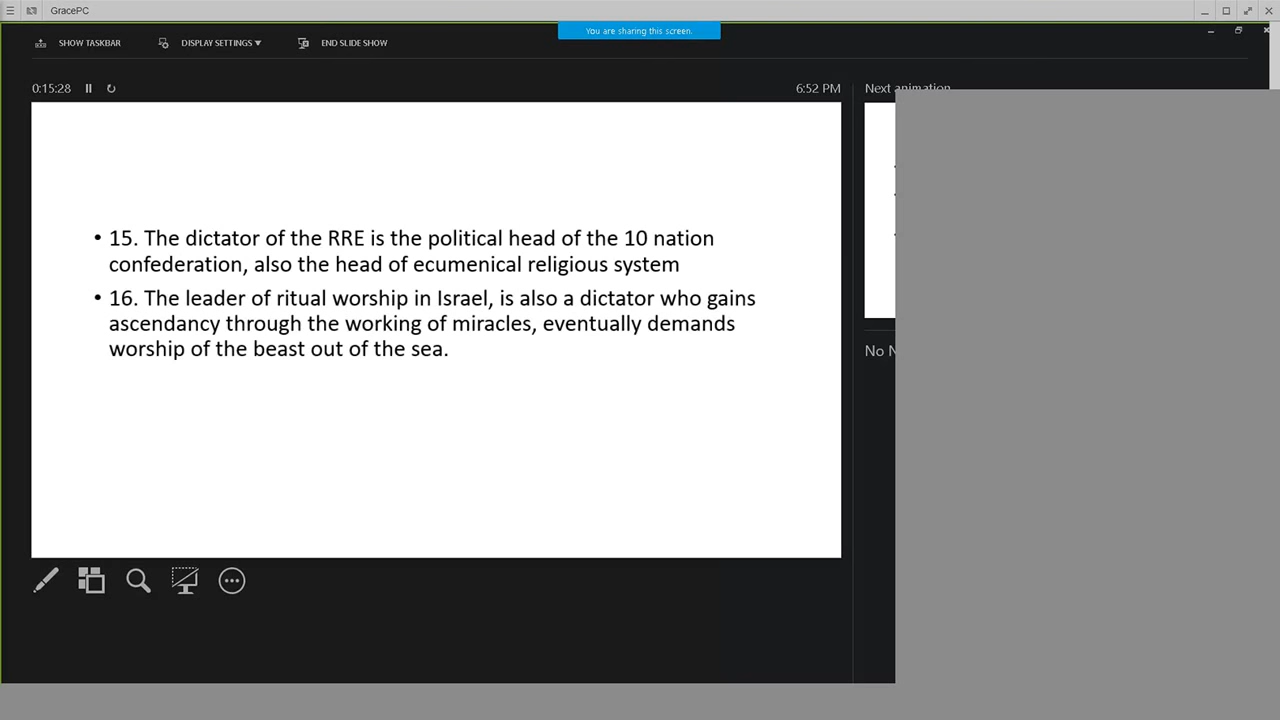 GracePC
You are sharing this screen.
SHOW TASKBAR
DISPLAY SETTINGS
END SLIDE SHOW
0:15:28
6:52 PM
Next animation
• 15. The dictator of the RRE is the political head of the 10 nation
confederation, also the head of ecumenical religious system
• 16. The leader of ritual worship in Israel, is also a dictator who gains
ascendancy through the working of miracles, eventually demands
worship of the beast out of the sea.
No